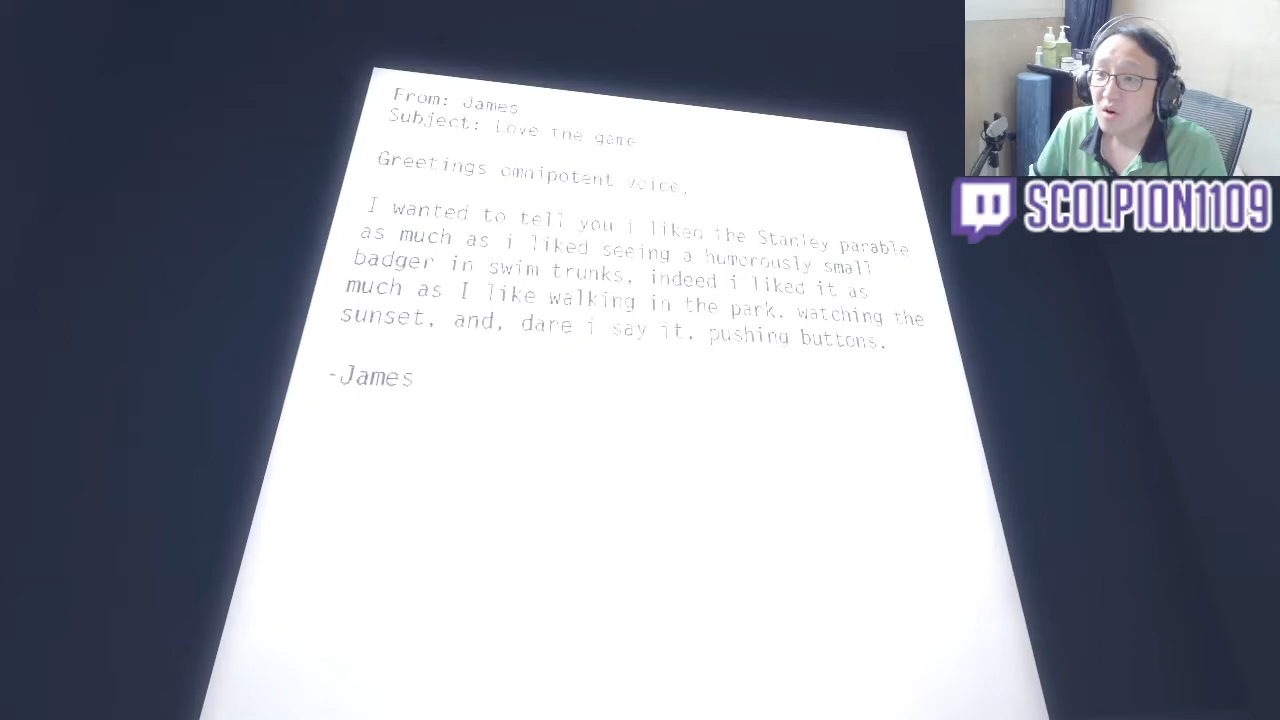 From: James
Subject: Love the game
Greetings omnipotent voice,
I wanted to tell you i liked the Stanley parable
as much as i liked seeing a humorously small
badger in swim trunks, indeed i liked it as
much as I like walking in the park, watching the
sunset, and, dare i say it, pushing buttons.
-James
SCOLPION1109